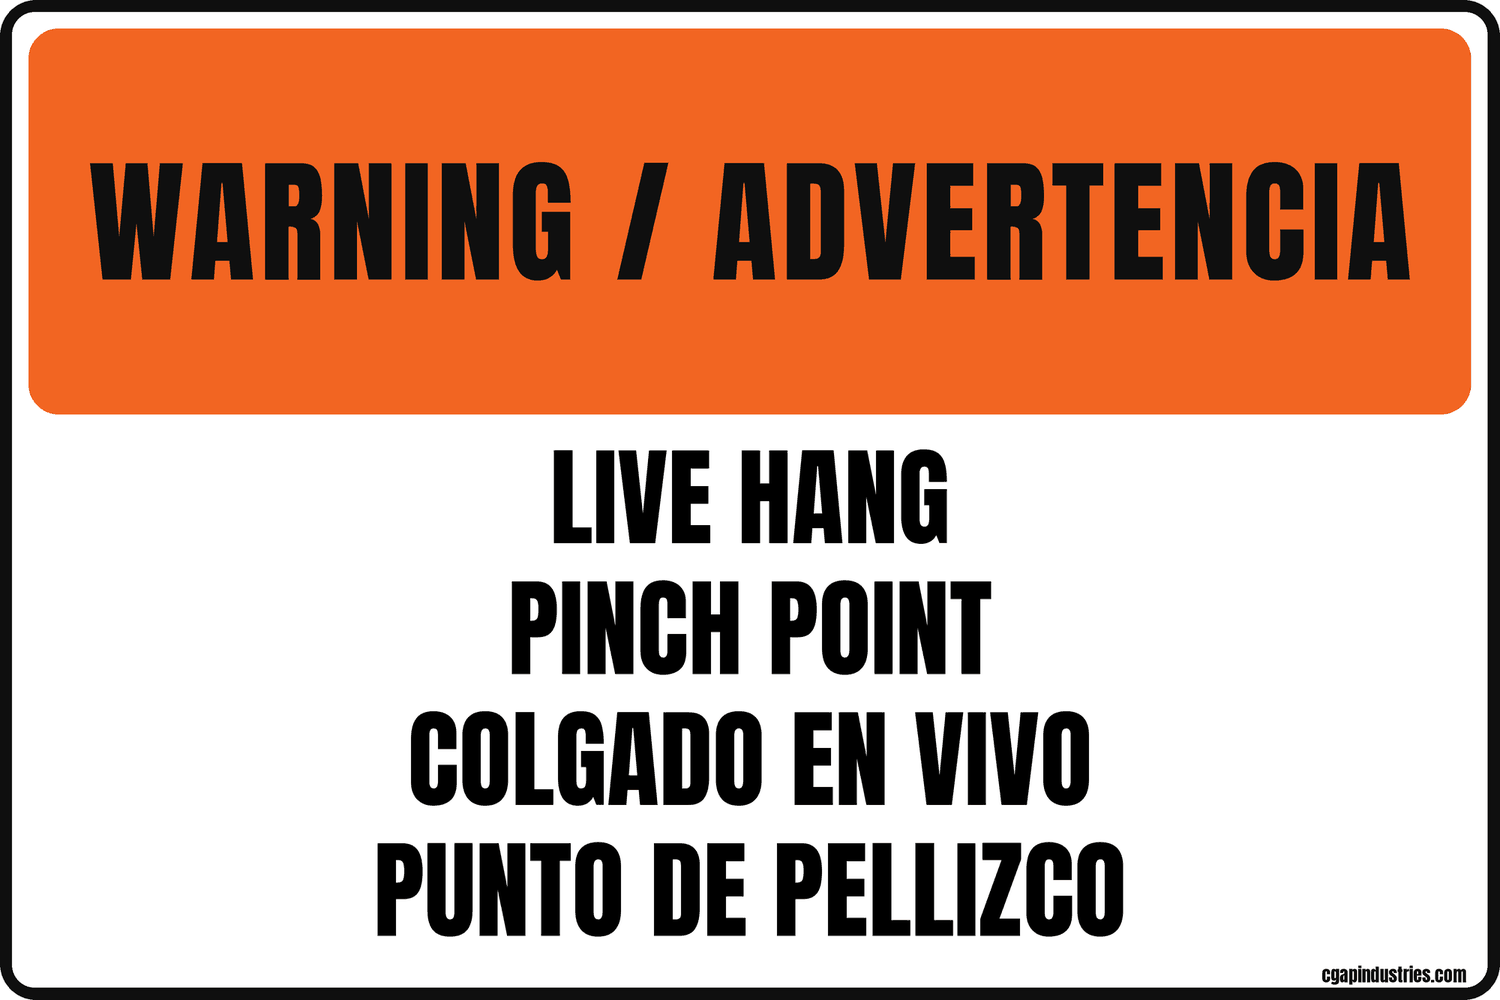 WARNING / ADVERTENCIA
LIVE HANG
PINCH POINT
COLGADO EN VIVO
PUNTO DE PELLIZCO
cgapindustries.com